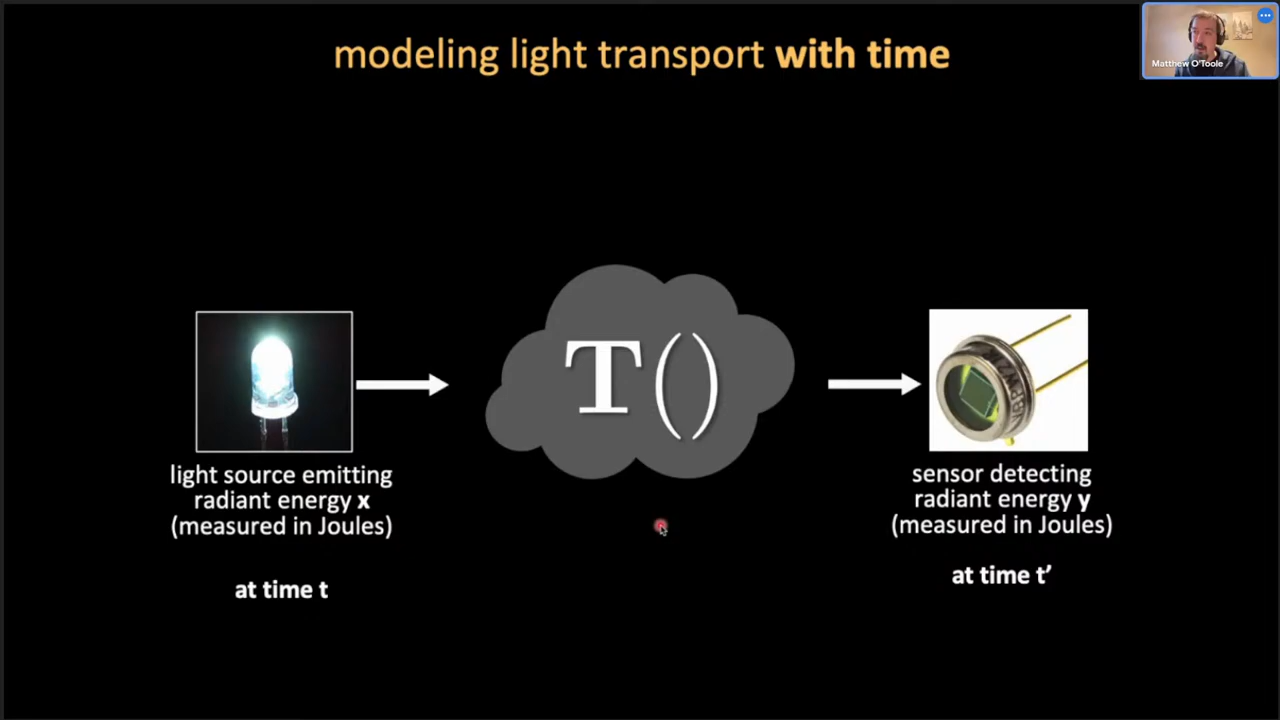 modeling light transport with time
Matthew O'Toole
T()
light source emitting
radiant energy x
(measured in Joules)
at time t
sensor detecting
radiant energy y
(measured in Joules)
at time t’